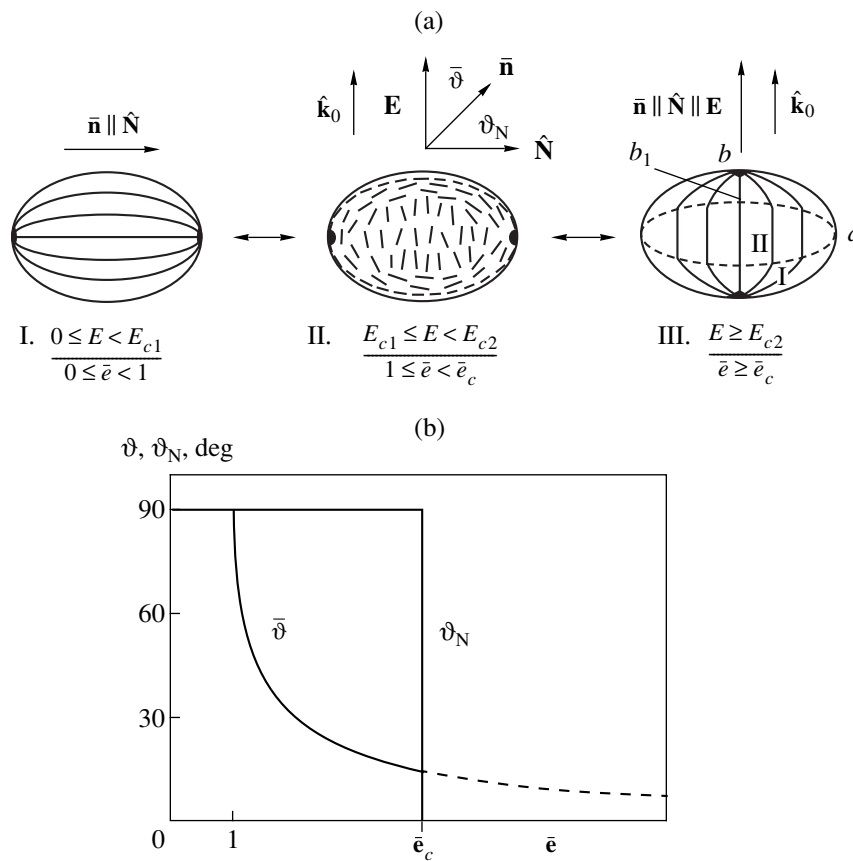 (a)
n̄ ∥ N̂
k̂₀ E ϑ̄ n̄
ϑ_N N̂
n̄ ∥ N̂ ∥ E k̂₀
b₁ b
II a
I
I. 0 ≤ E < E_c1
0 ≤ ē < 1
II. E_c1 ≤ E < E_c2
1 ≤ ē < ē_c
III. E ≥ E_c2
ē ≥ ē_c
(b)
ϑ, ϑ_N, deg
90
60
30
0
ϑ̄
ϑ_N
1 ē_c ē